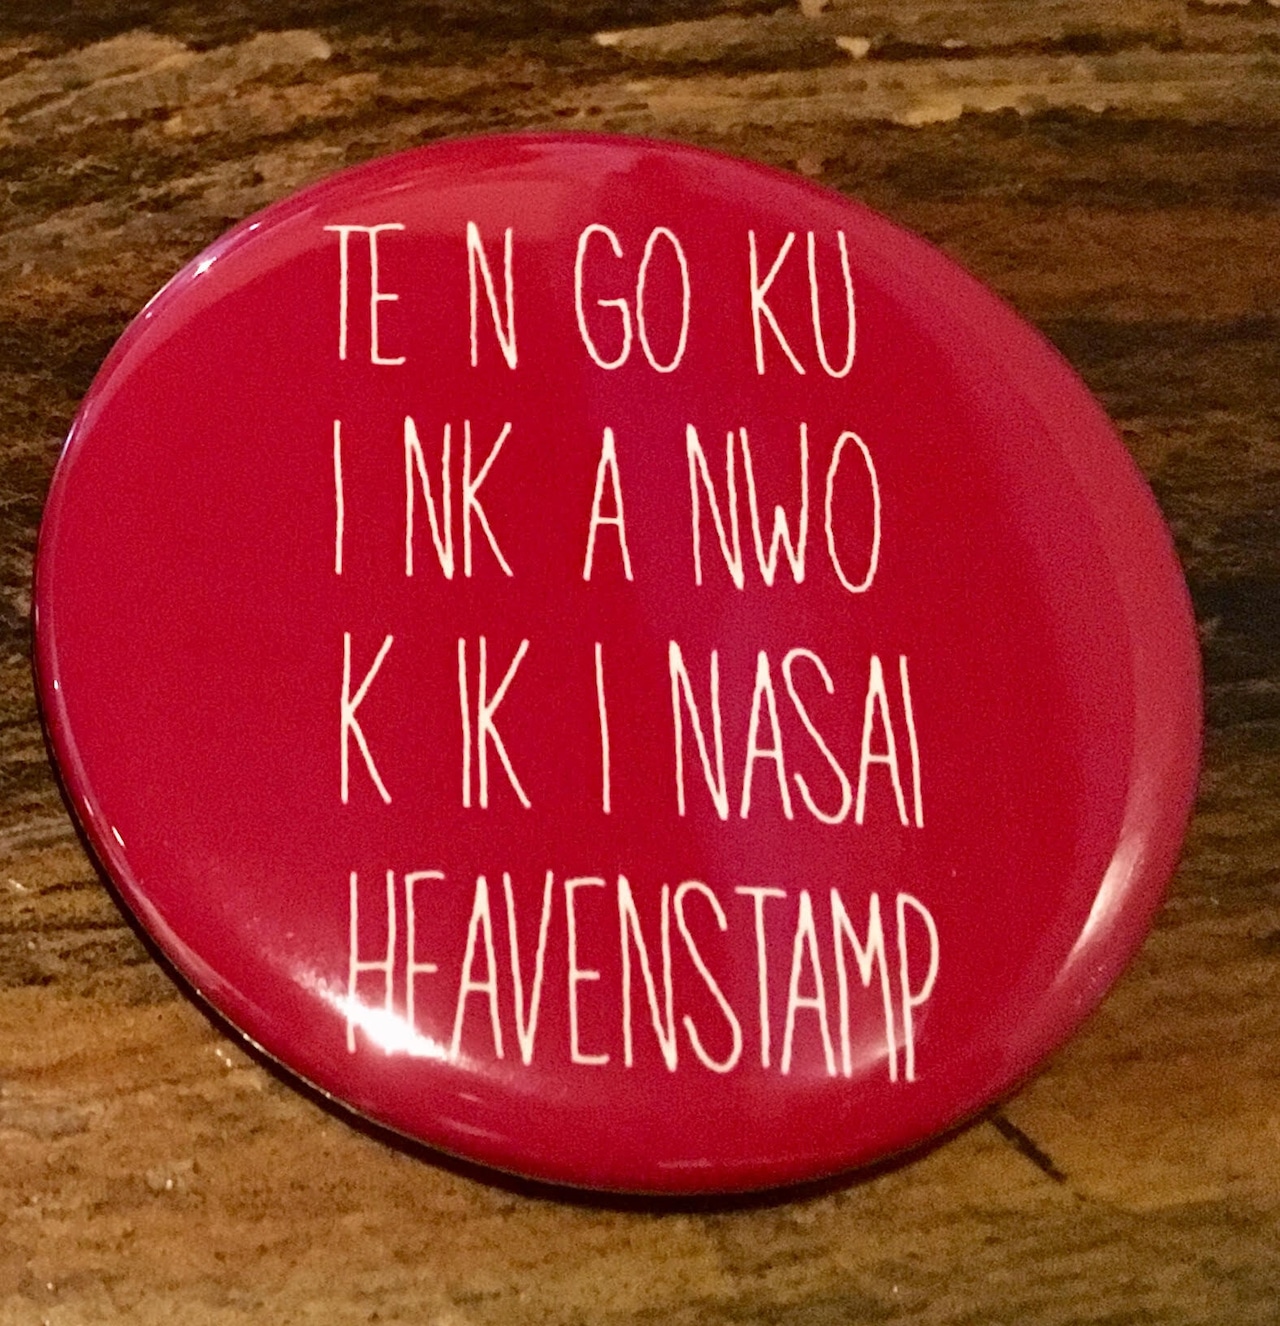 TE N GO KU
I NK A NWO
K IK I NASAI
HEAVENSTAMP